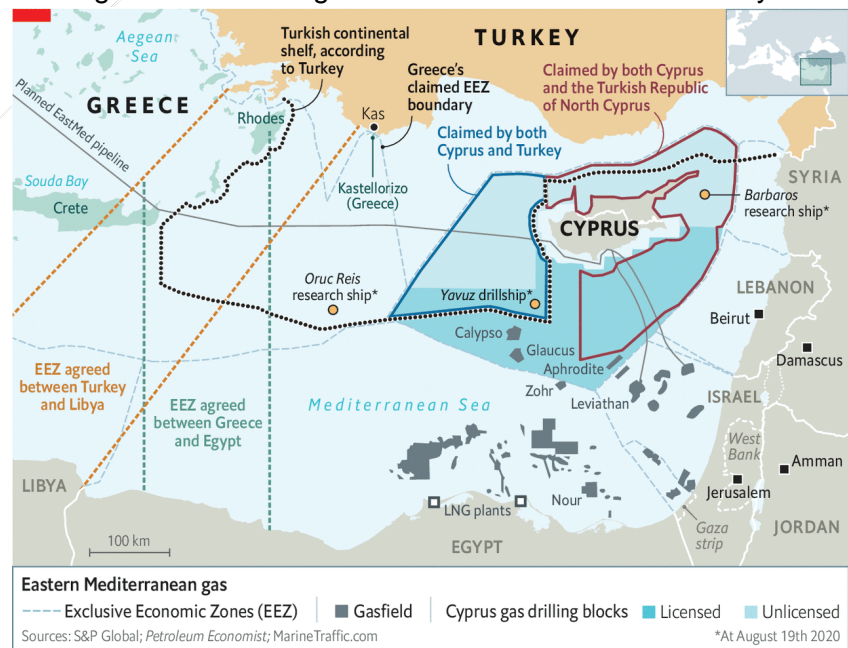 Aegean
Sea
Turkish continental
shelf, according
to Turkey
TURKEY
GREECE
Greece's
claimed EEZ
boundary
Claimed by both Cyprus
and the Turkish Republic
of North Cyprus
Planned EastMed pipeline
Rhodes
Kas
Claimed by both
Cyprus and Turkey
Souda Bay
Crete
Kastellorizo
(Greece)
SYRIA
Barbaros
research ship*
CYPRUS
Oruc Reis
research ship*
Yavuz drillship*
LEBANON
Beirut
Calypso
Glaucus
Aphrodite
Damascus
EEZ agreed
between Turkey
and Libya
Zohr
Leviathan
ISRAEL
EEZ agreed
between Greece
and Egypt
Mediterranean Sea
West
Bank
Amman
LIBYA
Jerusalem
LNG plants
Nour
Gaza
strip
JORDAN
100 km
EGYPT
Eastern Mediterranean gas
Exclusive Economic Zones (EEZ) Gasfield Cyprus gas drilling blocks Licensed Unlicensed
Sources: S&P Global; Petroleum Economist; MarineTraffic.com *At August 19th 2020